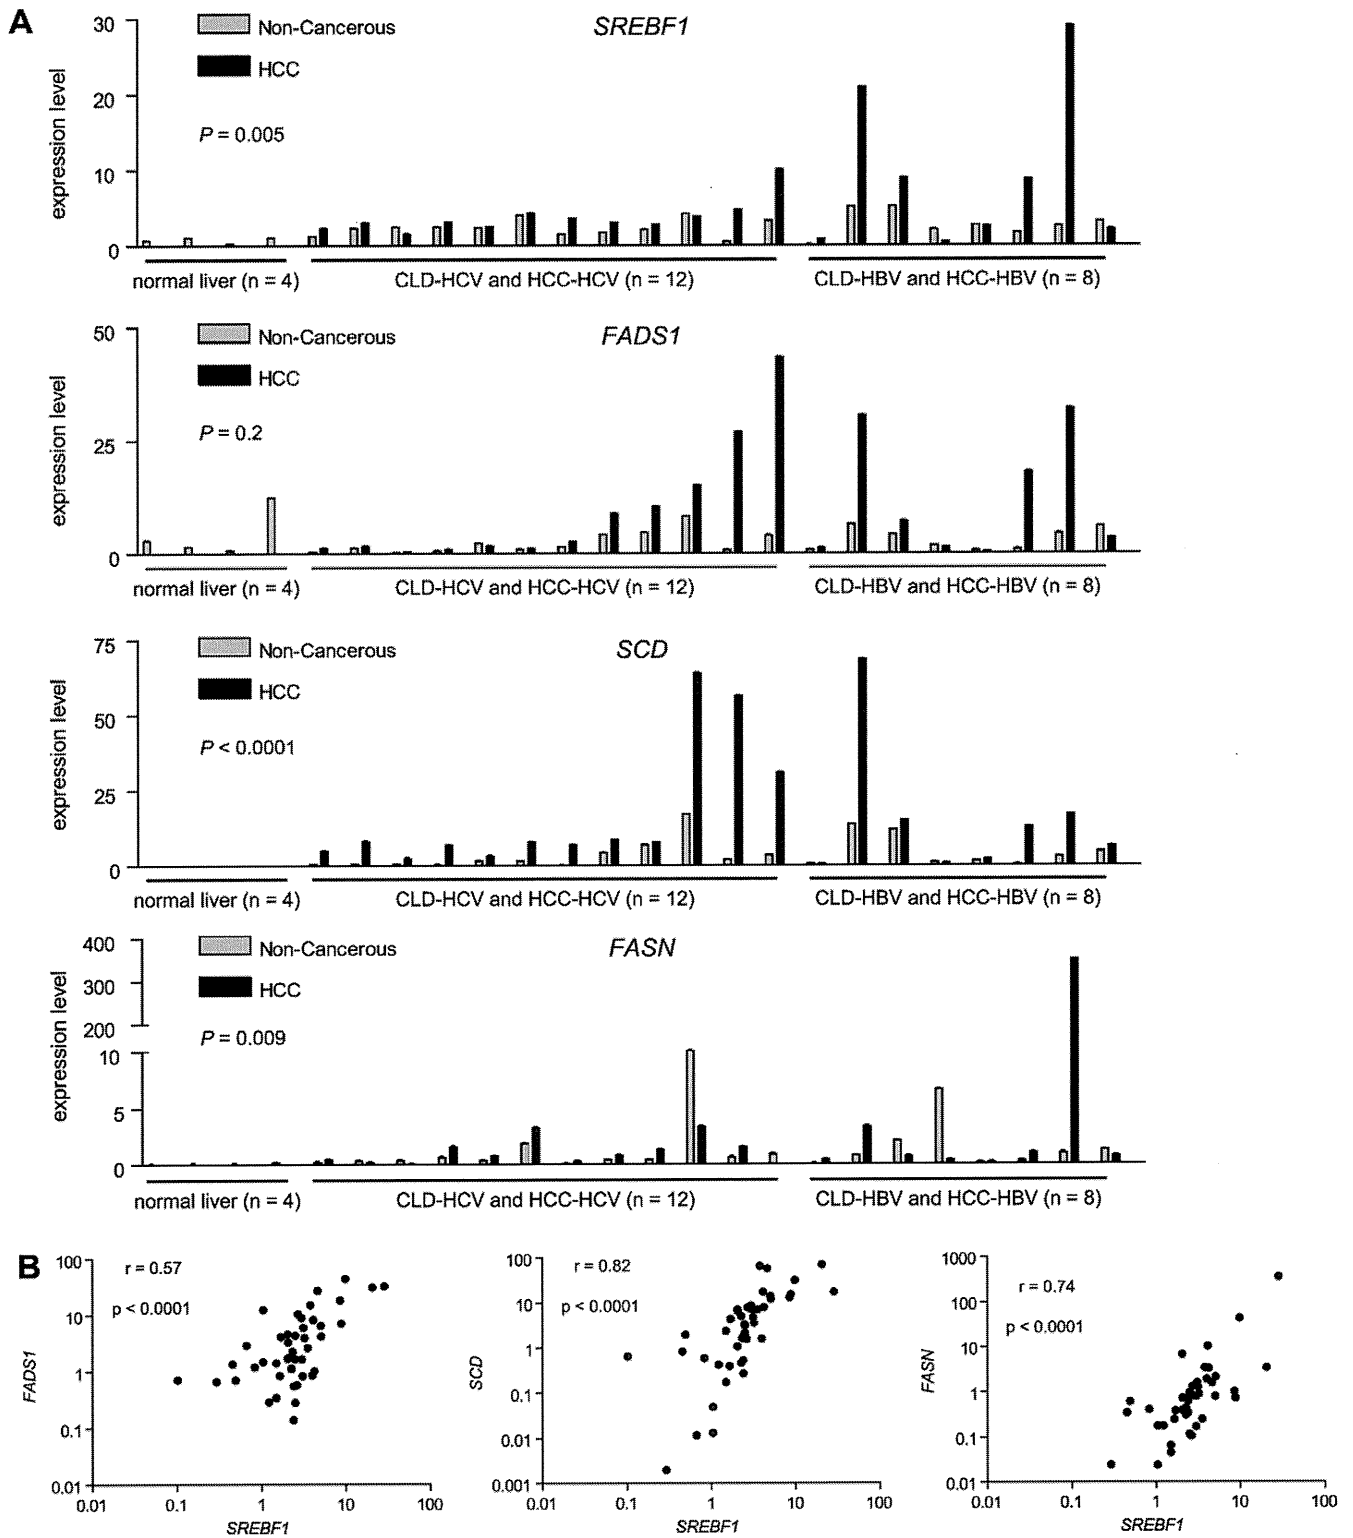 A
SREBF1
Non-Cancerous
HCC
P = 0.005
expression level
30
20
10
0
normal liver (n = 4)
CLD-HCV and HCC-HCV (n = 12)
CLD-HBV and HCC-HBV (n = 8)
FADS1
Non-Cancerous
HCC
P = 0.2
expression level
50
25
0
normal liver (n = 4)
CLD-HCV and HCC-HCV (n = 12)
CLD-HBV and HCC-HBV (n = 8)
SCD
Non-Cancerous
HCC
P < 0.0001
expression level
75
50
25
0
normal liver (n = 4)
CLD-HCV and HCC-HCV (n = 12)
CLD-HBV and HCC-HBV (n = 8)
FASN
Non-Cancerous
HCC
P = 0.009
expression level
400
300
200
10
5
0
normal liver (n = 4)
CLD-HCV and HCC-HCV (n = 12)
CLD-HBV and HCC-HBV (n = 8)
B
r = 0.57
p < 0.0001
FADS1
100
10
1
0.1
0.01
0.01 0.1 1 10 100
SREBF1
r = 0.82
p < 0.0001
SCD
100
10
1
0.1
0.01
0.001
0.01 0.1 1 10 100
SREBF1
r = 0.74
p < 0.0001
FASN
1000
100
10
1
0.1
0.01
0.01 0.1 1 10 100
SREBF1